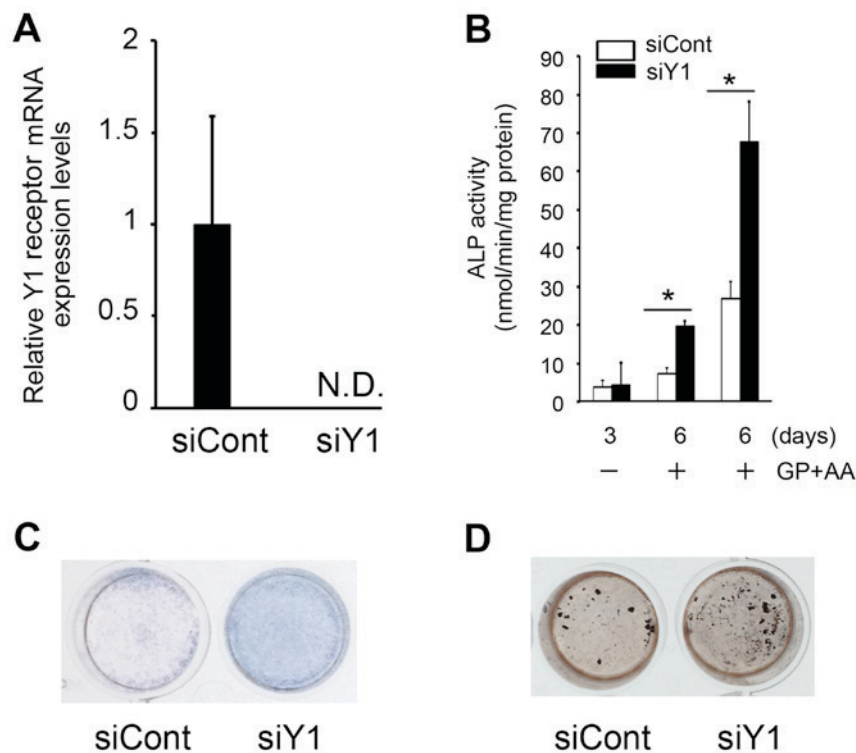 A
Relative Y1 receptor mRNA
expression levels
2
1.5
1
0.5
0
N.D.
siCont siY1
B
siCont
siY1
ALP activity
(nmol/min/mg protein)
90
80
70
60
50
40
30
20
10
0
*
*
3 6 6 (days)
− + + GP+AA
C
siCont siY1
D
siCont siY1